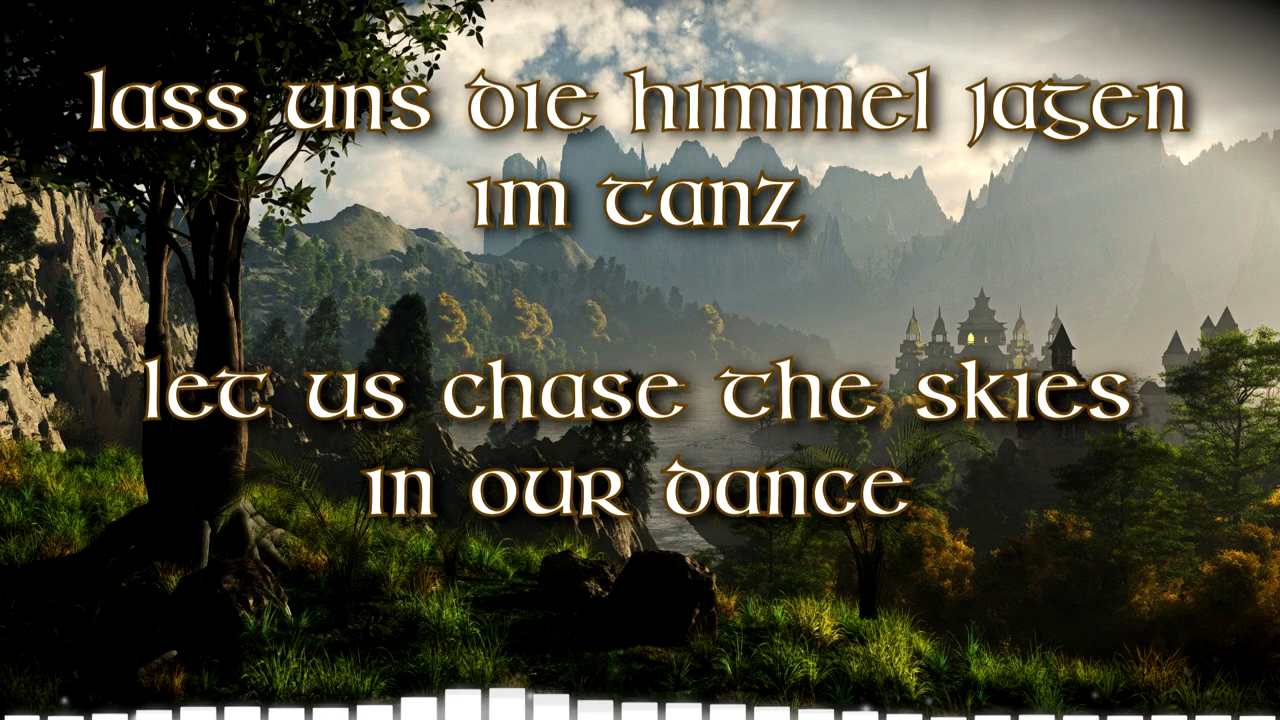 lass uns die himmel jagen
im tanz
let us chase the skies
in our dance